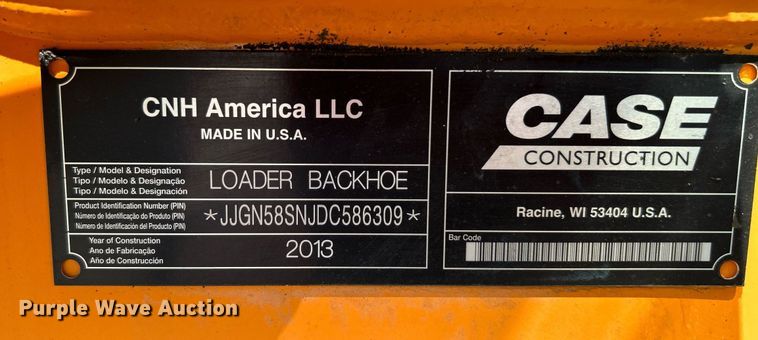 CNH America LLC
MADE IN U.S.A.
Type / Model & Designation
Tipo / Modelo & Designação
Tipo / Modelo & Designación
LOADER BACKHOE
Product Identification Number (PIN)
Número de Identificação do Produto (PIN)
Número de Identificación del Producto (PIN)
*JJGN58SNJDC586309*
Year of Construction
Ano de Fabricação
Año de Construcción
2013
CASE
CONSTRUCTION
Racine, WI 53404 U.S.A.
Bar Code
Purple Wave Auction